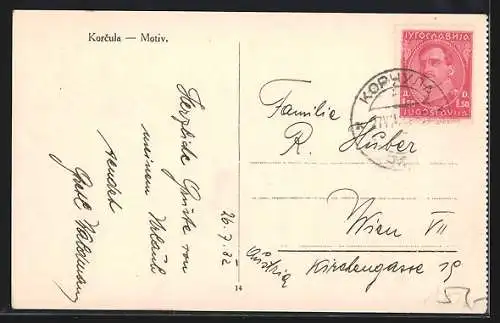 Korčula — Motiv.
Herzliche Grüße von
meinem Urlaub
sendet
26.7.32
14
ЈУГОСЛАВИЈА
Д. D.
1.50
JUGOSLAVIJA
Familie
R. Huber
Wien VII
Austria Kirchengasse 19